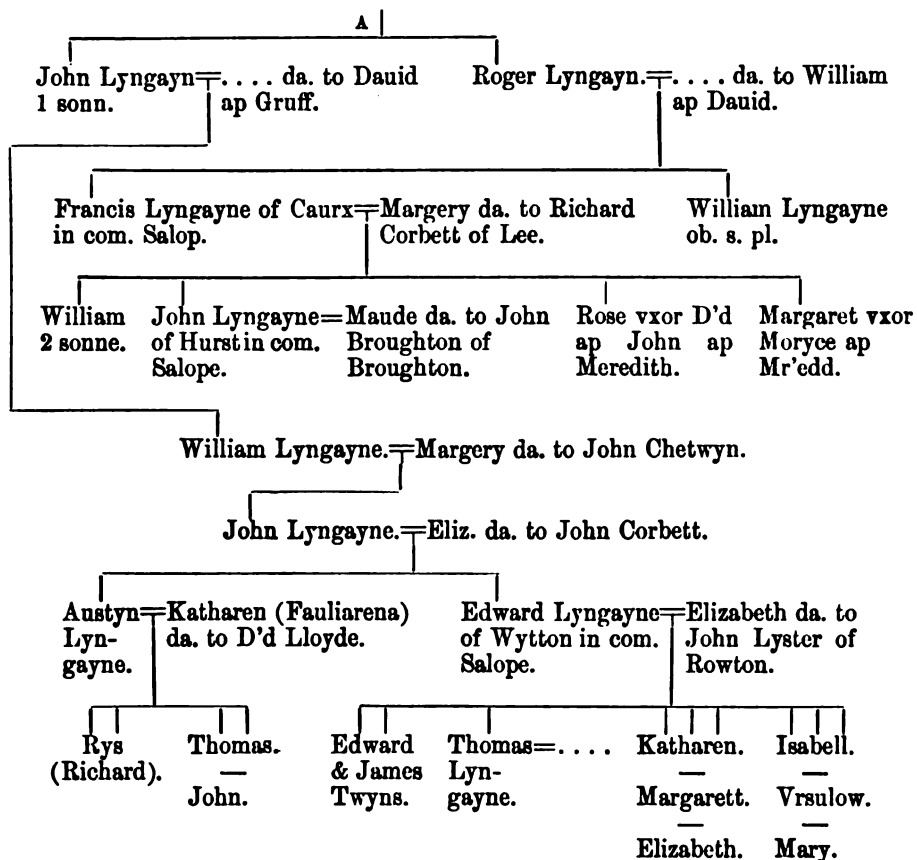 A
John Lyngayn=. . . . da. to Dauid
1 sonn. ap Gruff.
Roger Lyngayn.=. . . . da. to William
ap Dauid.
Francis Lyngayne of Caurx=Margery da. to Richard
in com. Salop. Corbett of Lee.
William Lyngayne
ob. s. pl.
William
2 sonne.
John Lyngayne=Maude da. to John
of Hurst in com. Broughton of
Salope. Broughton.
Rose vxor D'd
ap John ap
Meredith.
Margaret vxor
Moryce ap
Mr'edd.
William Lyngayne.=Margery da. to John Chetwyn.
John Lyngayne.=Eliz. da. to John Corbett.
Austyn=Katharen (Fauliarena)
Lyn- da. to D'd Lloyde.
gayne.
Edward Lyngayne=Elizabeth da. to
of Wytton in com. John Lyster of
Salope. Rowton.
Rys
(Richard).
Thomas.
—
John.
Edward
& James
Twyns.
Thomas=. . . .
Lyn-
gayne.
Katharen.
—
Margarett.
—
Elizabeth.
Isabell.
—
Vrsulow.
—
Mary.